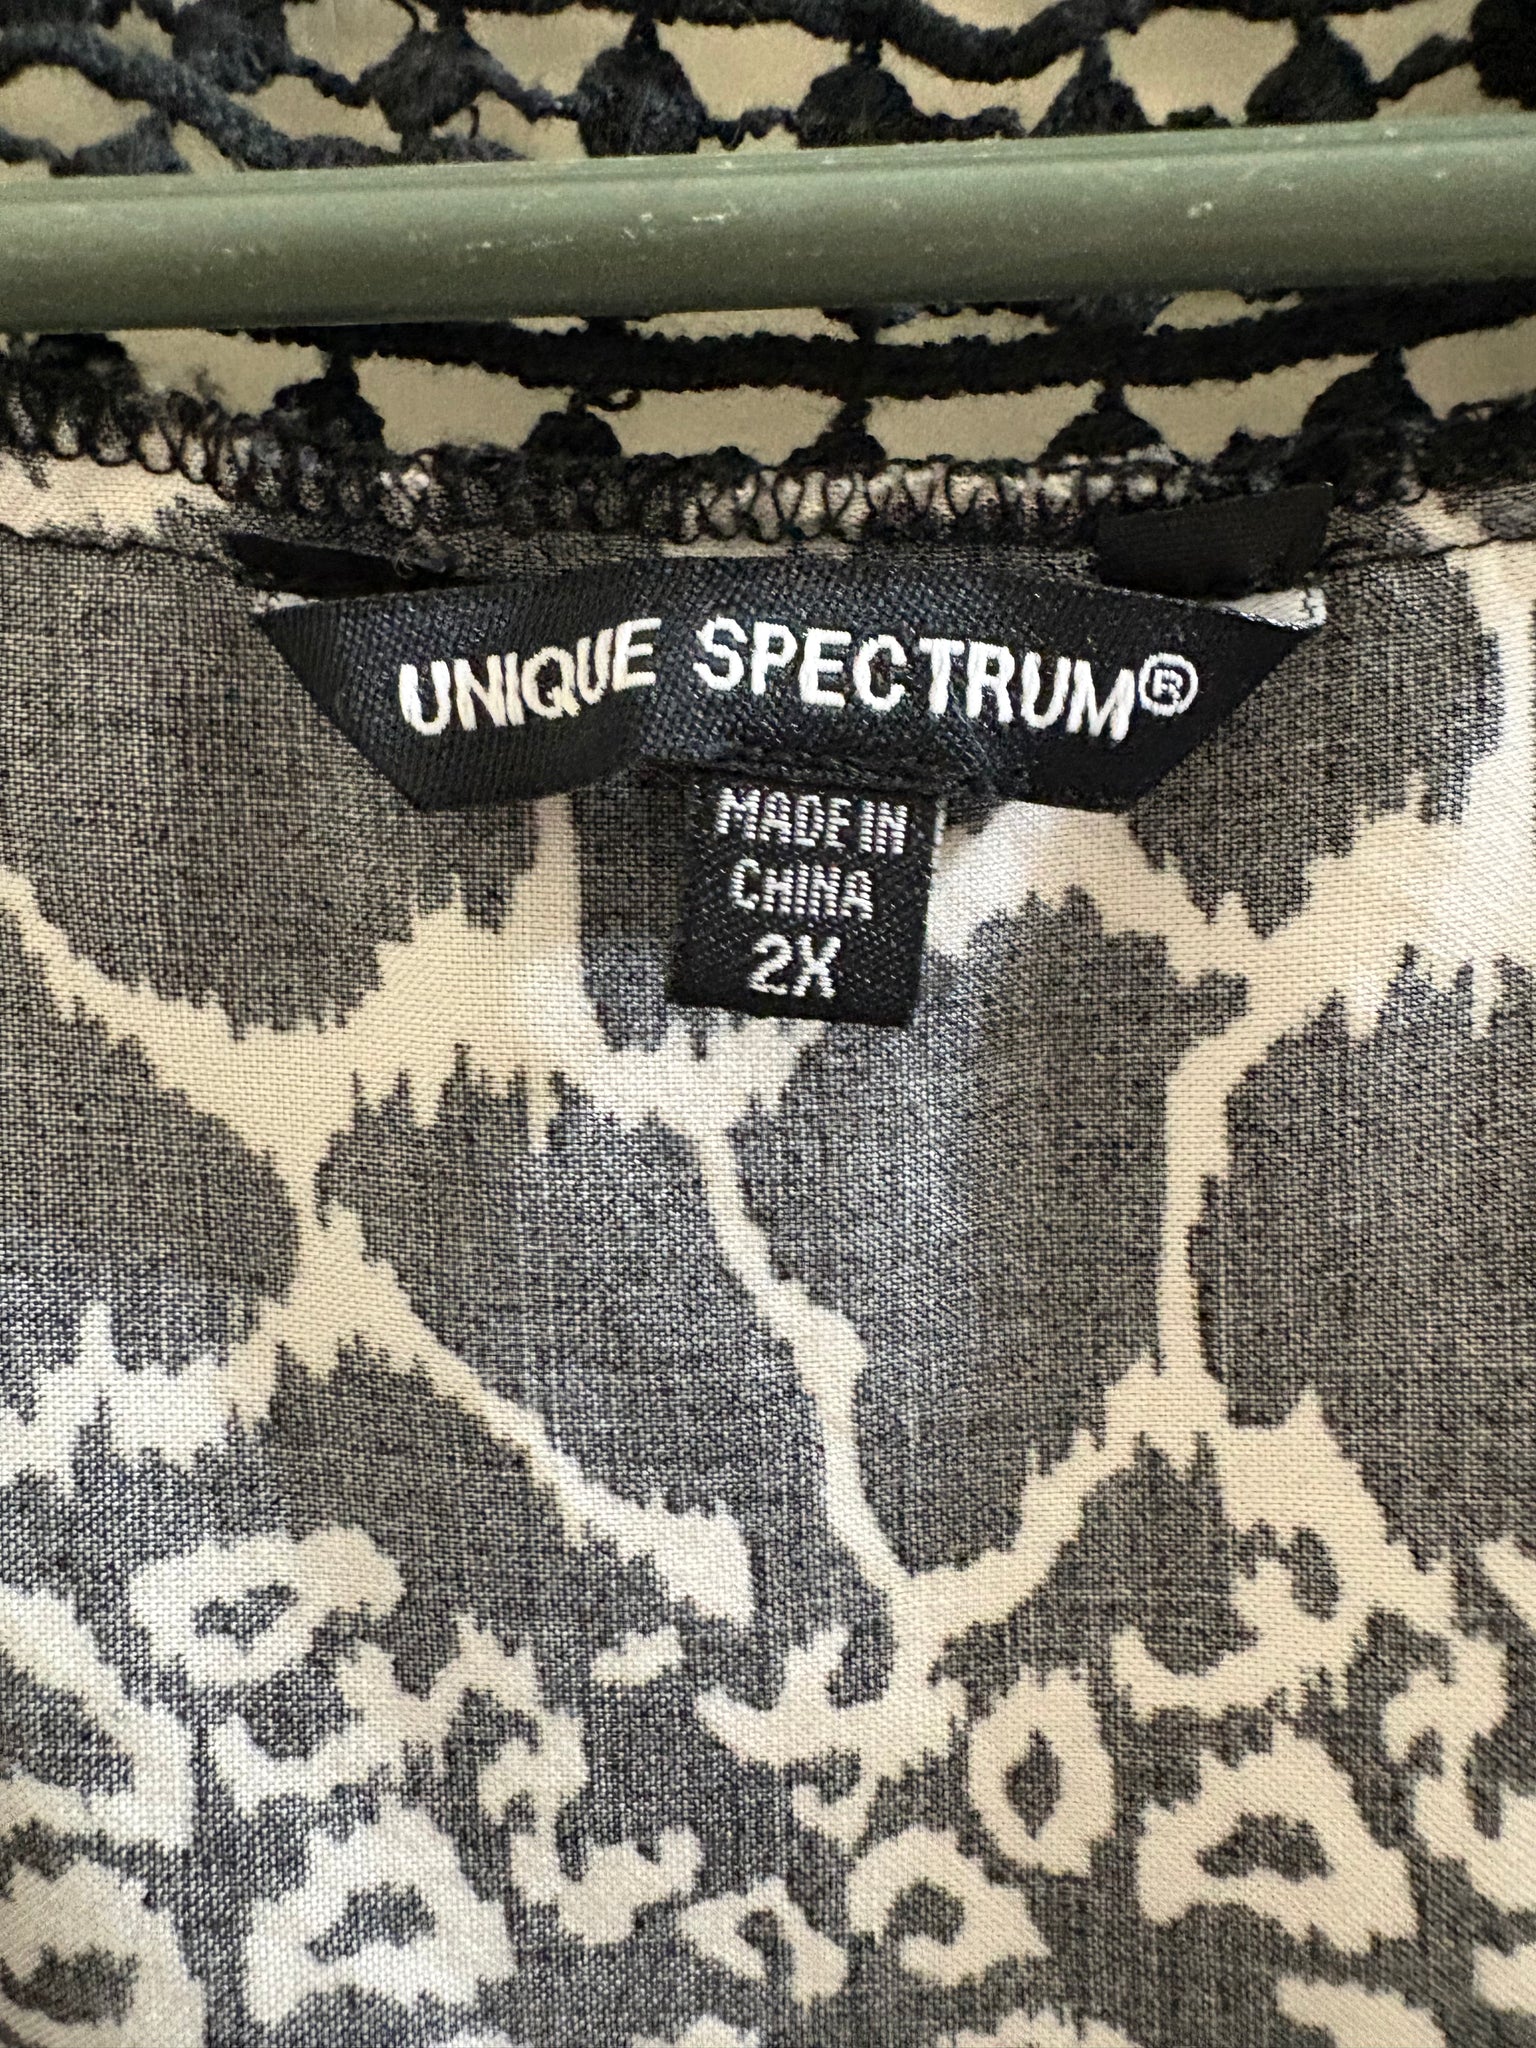 UNIQUE SPECTRUM®
MADE IN
CHINA
2X